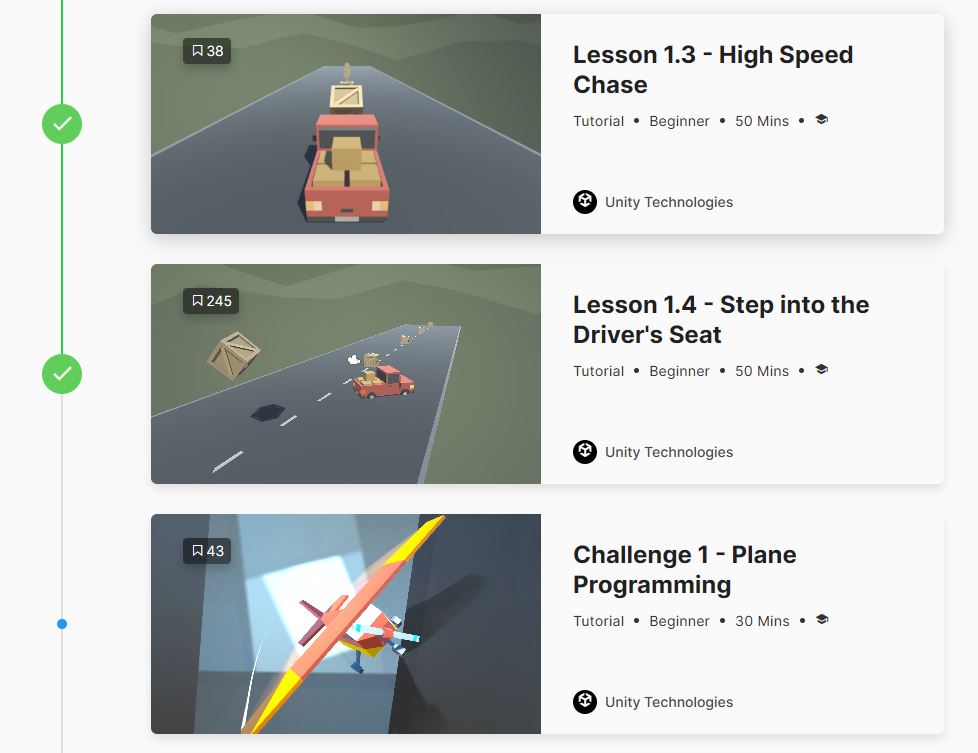 38
Lesson 1.3 - High Speed
Chase
Tutorial • Beginner • 50 Mins •
Unity Technologies
245
Lesson 1.4 - Step into the
Driver's Seat
Tutorial • Beginner • 50 Mins •
Unity Technologies
43
Challenge 1 - Plane
Programming
Tutorial • Beginner • 30 Mins •
Unity Technologies